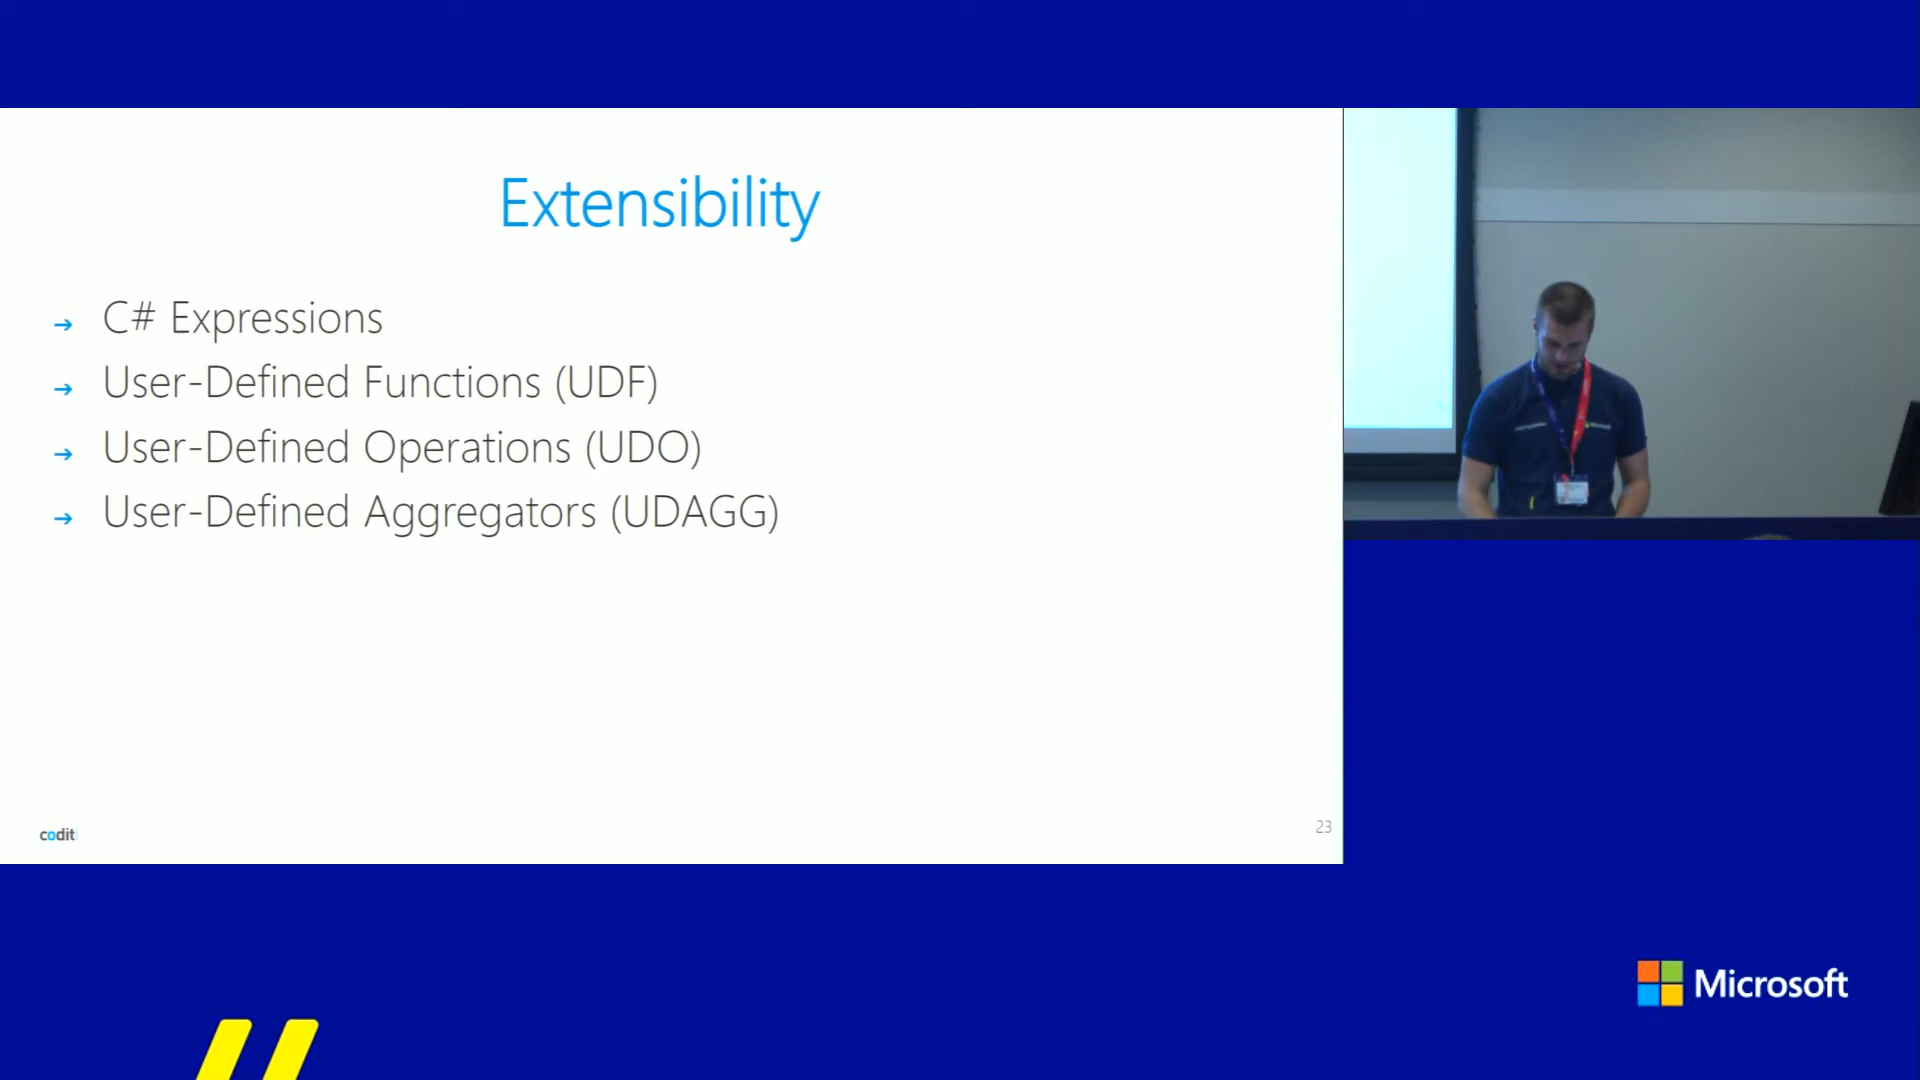 Extensibility
→ C# Expressions
→ User-Defined Functions (UDF)
→ User-Defined Operations (UDO)
→ User-Defined Aggregators (UDAGG)
codit
23
Microsoft